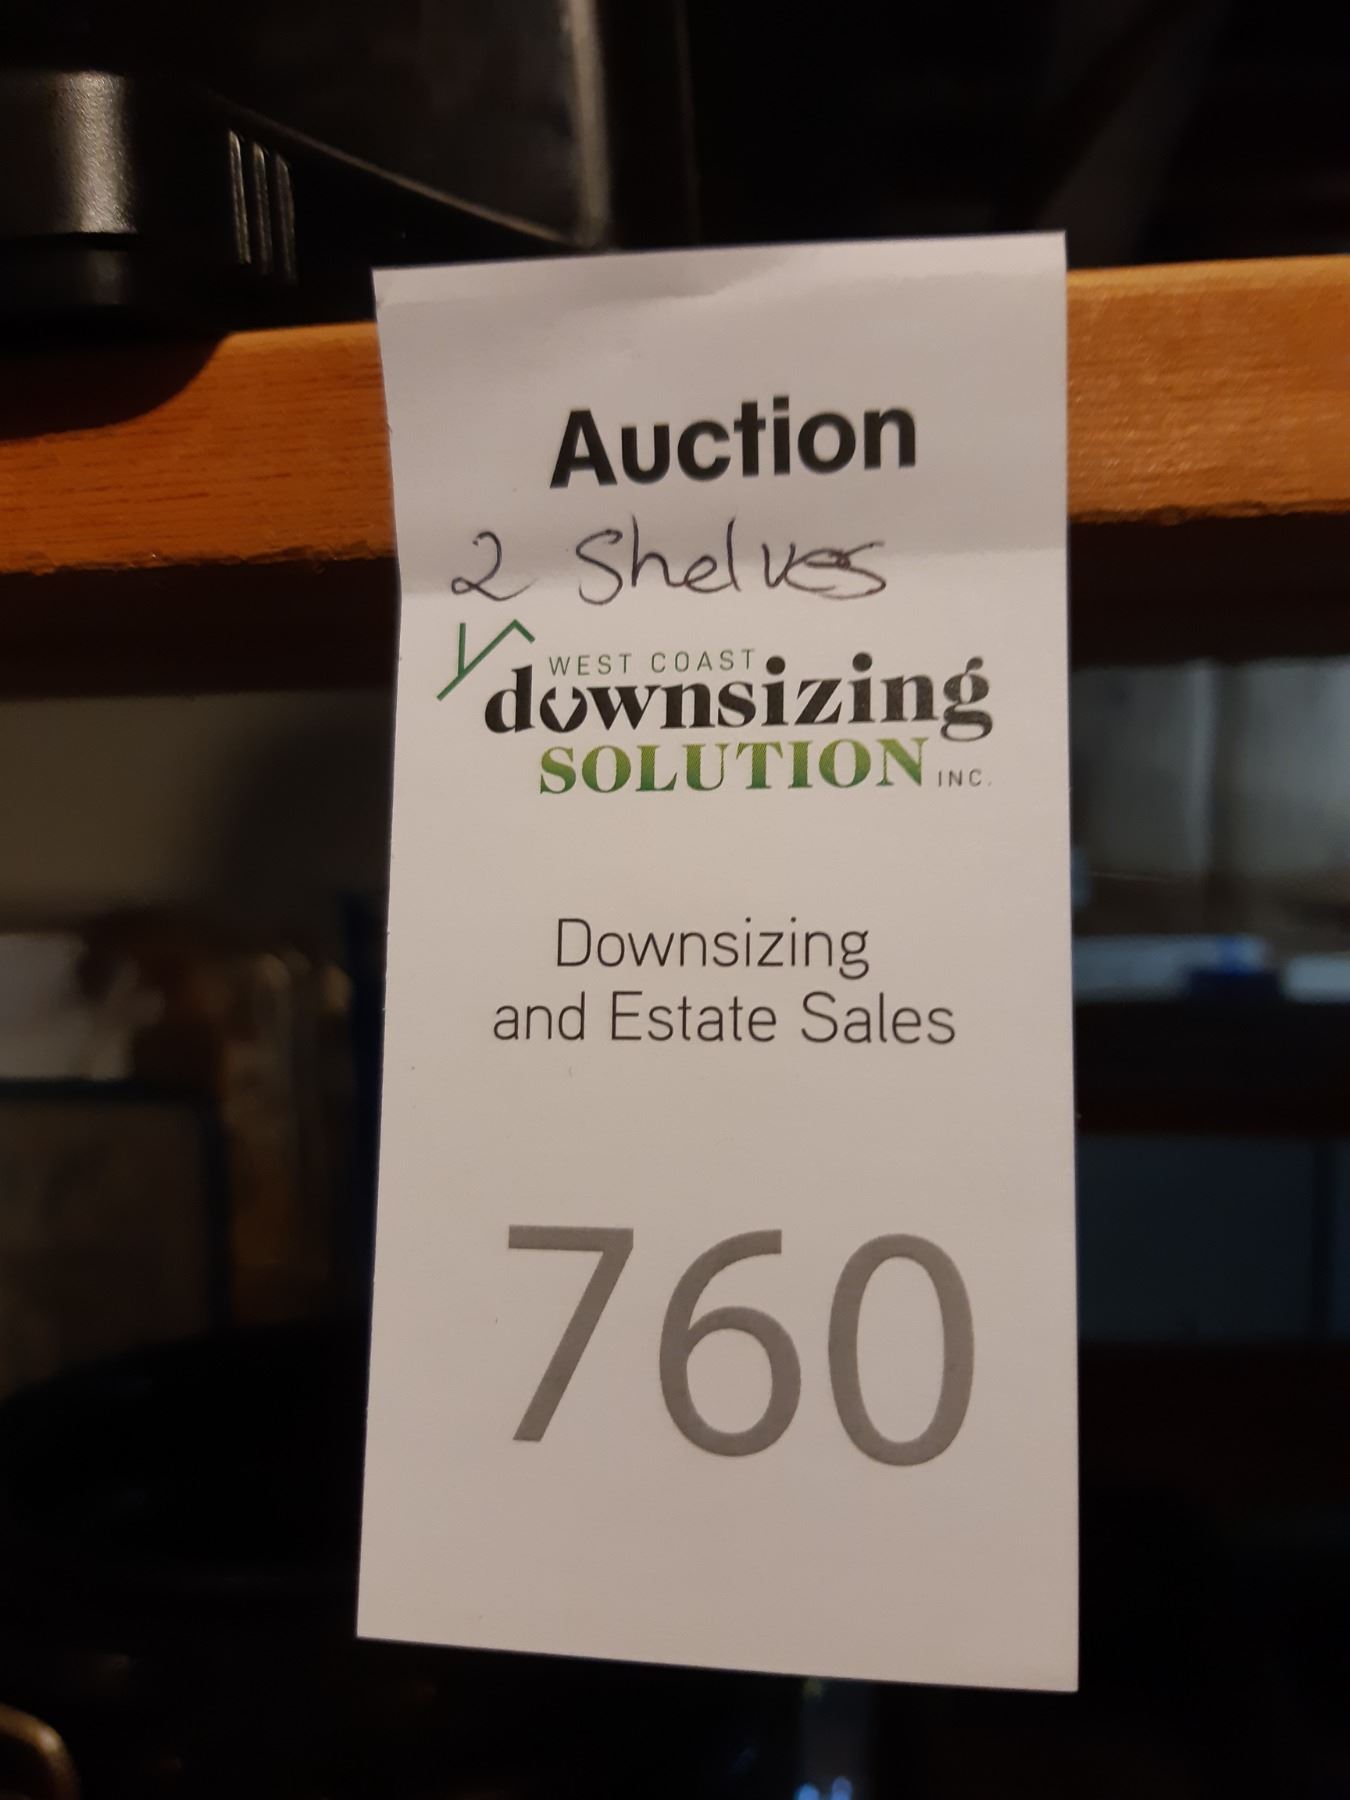 Auction
2 Shelves
WEST COAST
downsizing
SOLUTION INC.
Downsizing
and Estate Sales
760